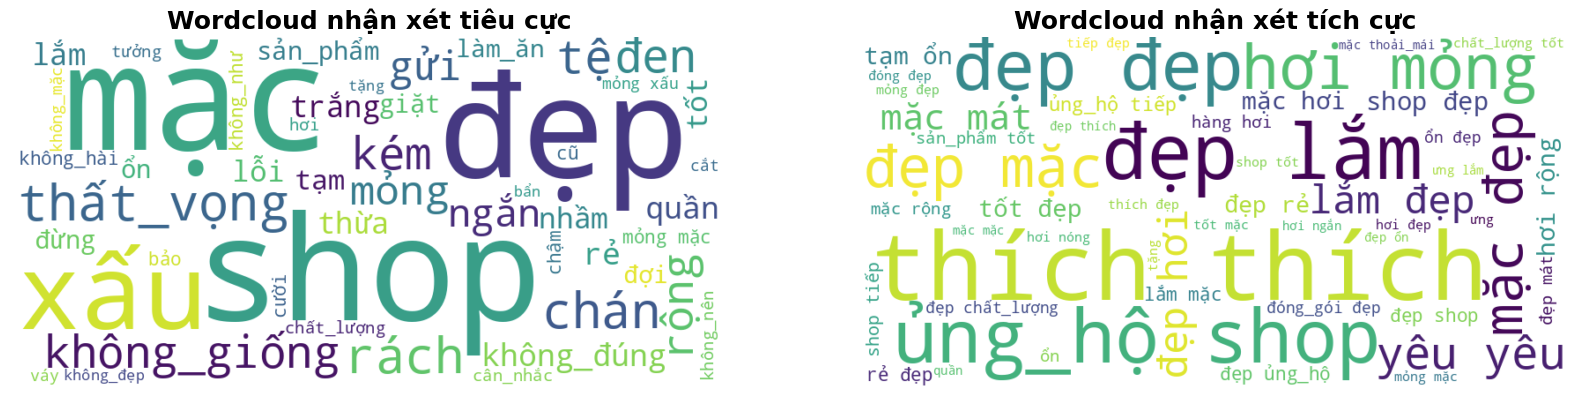 Wordcloud nhận xét tiêu cực
lắm
tưởng
sản_phẩm
làm_ăn
tệ
đen
gửi
mặc
đẹp
không_mặc
không_như
tặng
mỏng xấu
trắng
giặt
tốt
hơi
kém
cũ
cắt
không_hài
ổn
lỗi
tạm
mỏng
bẩn
thất_vọng
thừa
ngắn
nhầm
quần
đừng
bảo
shop
chậm
rẻ
mỏng mặc
đợi
rộng
xấu
cười
chán
chất_lượng
không_nên
không_giống
rách
không_đúng
váy
không_đẹp
cân_nhắc
Wordcloud nhận xét tích cực
tạm ổn
tiếp đẹp
mặc thoải_mái
chất_lượng tốt
đẹp đẹp
hơi mỏng
đóng đẹp
mỏng đẹp
ủng_hộ tiếp
mặc hơi
shop đẹp
mặc mát
sản_phẩm tốt
đẹp thích
hàng hơi
ổn đẹp
đẹp lắm
mặc đẹp
hơi rộng
đẹp mặc
shop tốt
ưng lắm
mặc rộng
tốt đẹp
thích đẹp
đẹp rẻ
lắm đẹp
mặc mặc
hơi nóng
tốt mặc
hơi ngắn
hơi đẹp
ưng
đẹp ổn
thích thích
đẹp hơi
tặng
đẹp mát
shop tiếp
lắm mặc
đẹp chất_lượng
đóng_gói đẹp
đẹp shop
ủng_hộ shop
ổn
yêu yêu
rẻ đẹp
quần
đẹp ủng_hộ
mỏng mặc